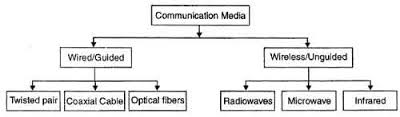 Communication Media
Wired/Guided
Wireless/Unguided
Twisted pair
Coaxial Cable
Optical fibers
Radiowaves
Microwave
Infrared